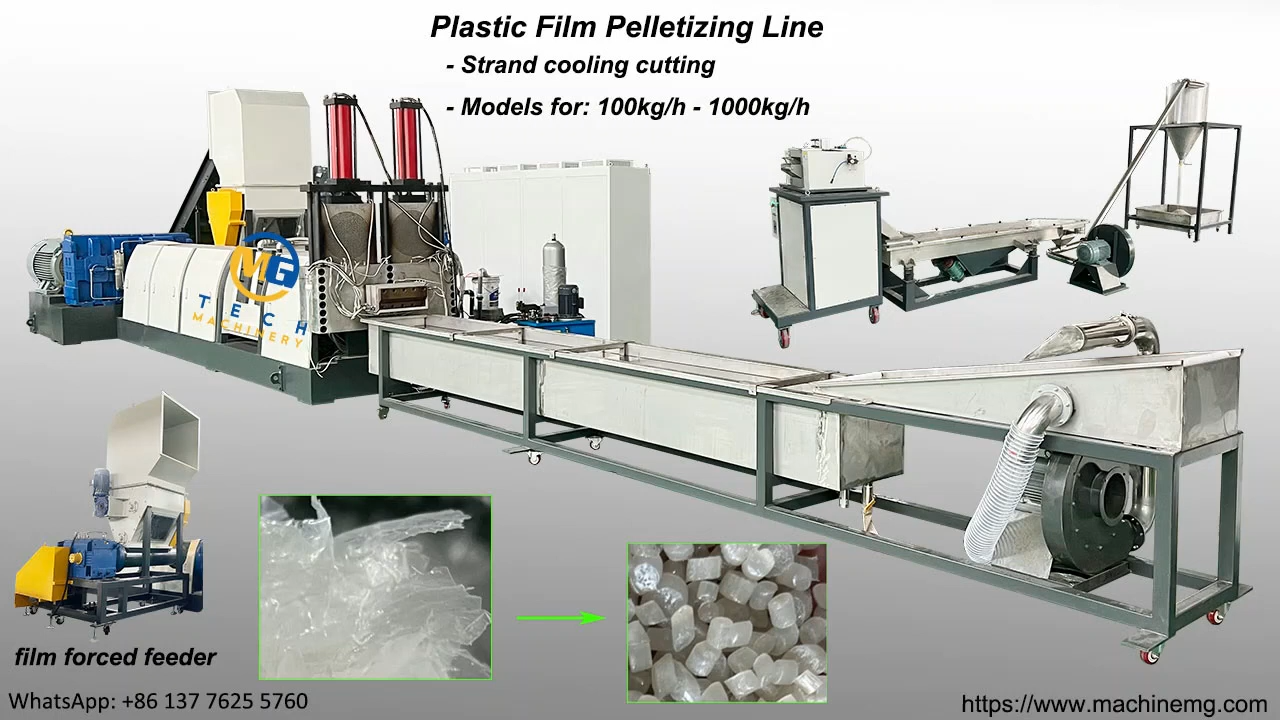 Plastic Film Pelletizing Line
- Strand cooling cutting
- Models for: 100kg/h - 1000kg/h
MG
TECH
MACHINERY
film forced feeder
WhatsApp: +86 137 7625 5760
https://www.machinemg.com